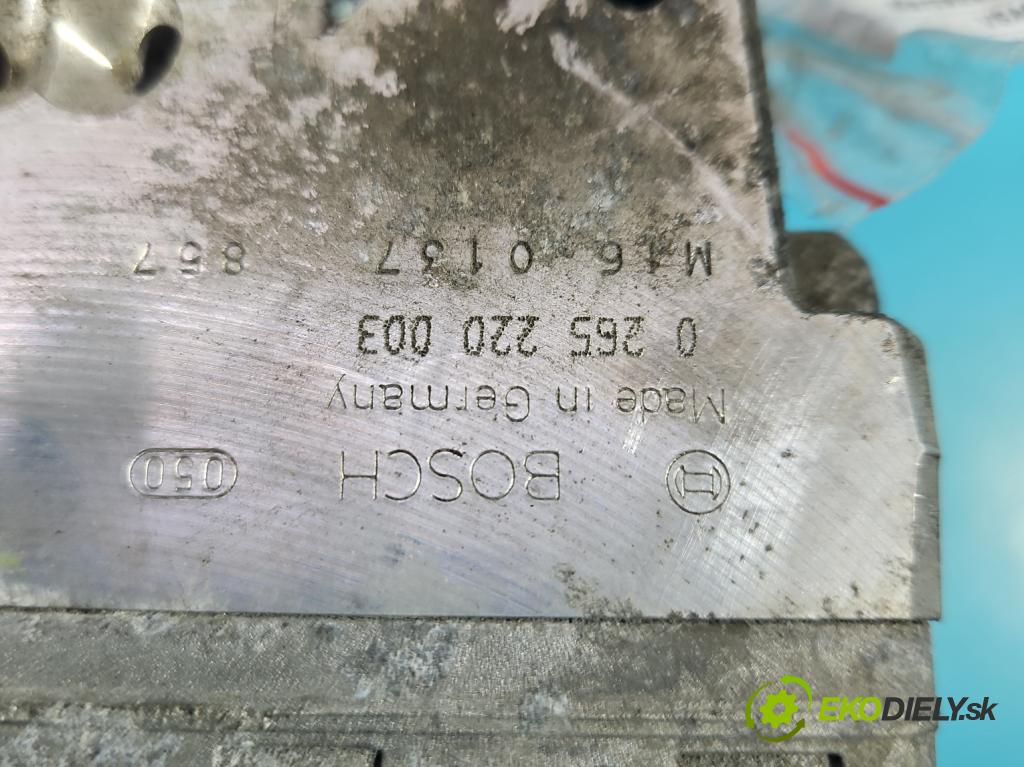 BOSCH 050
Made in Germany
0 265 220 003
M16 0137 857
EKODIELY.sk